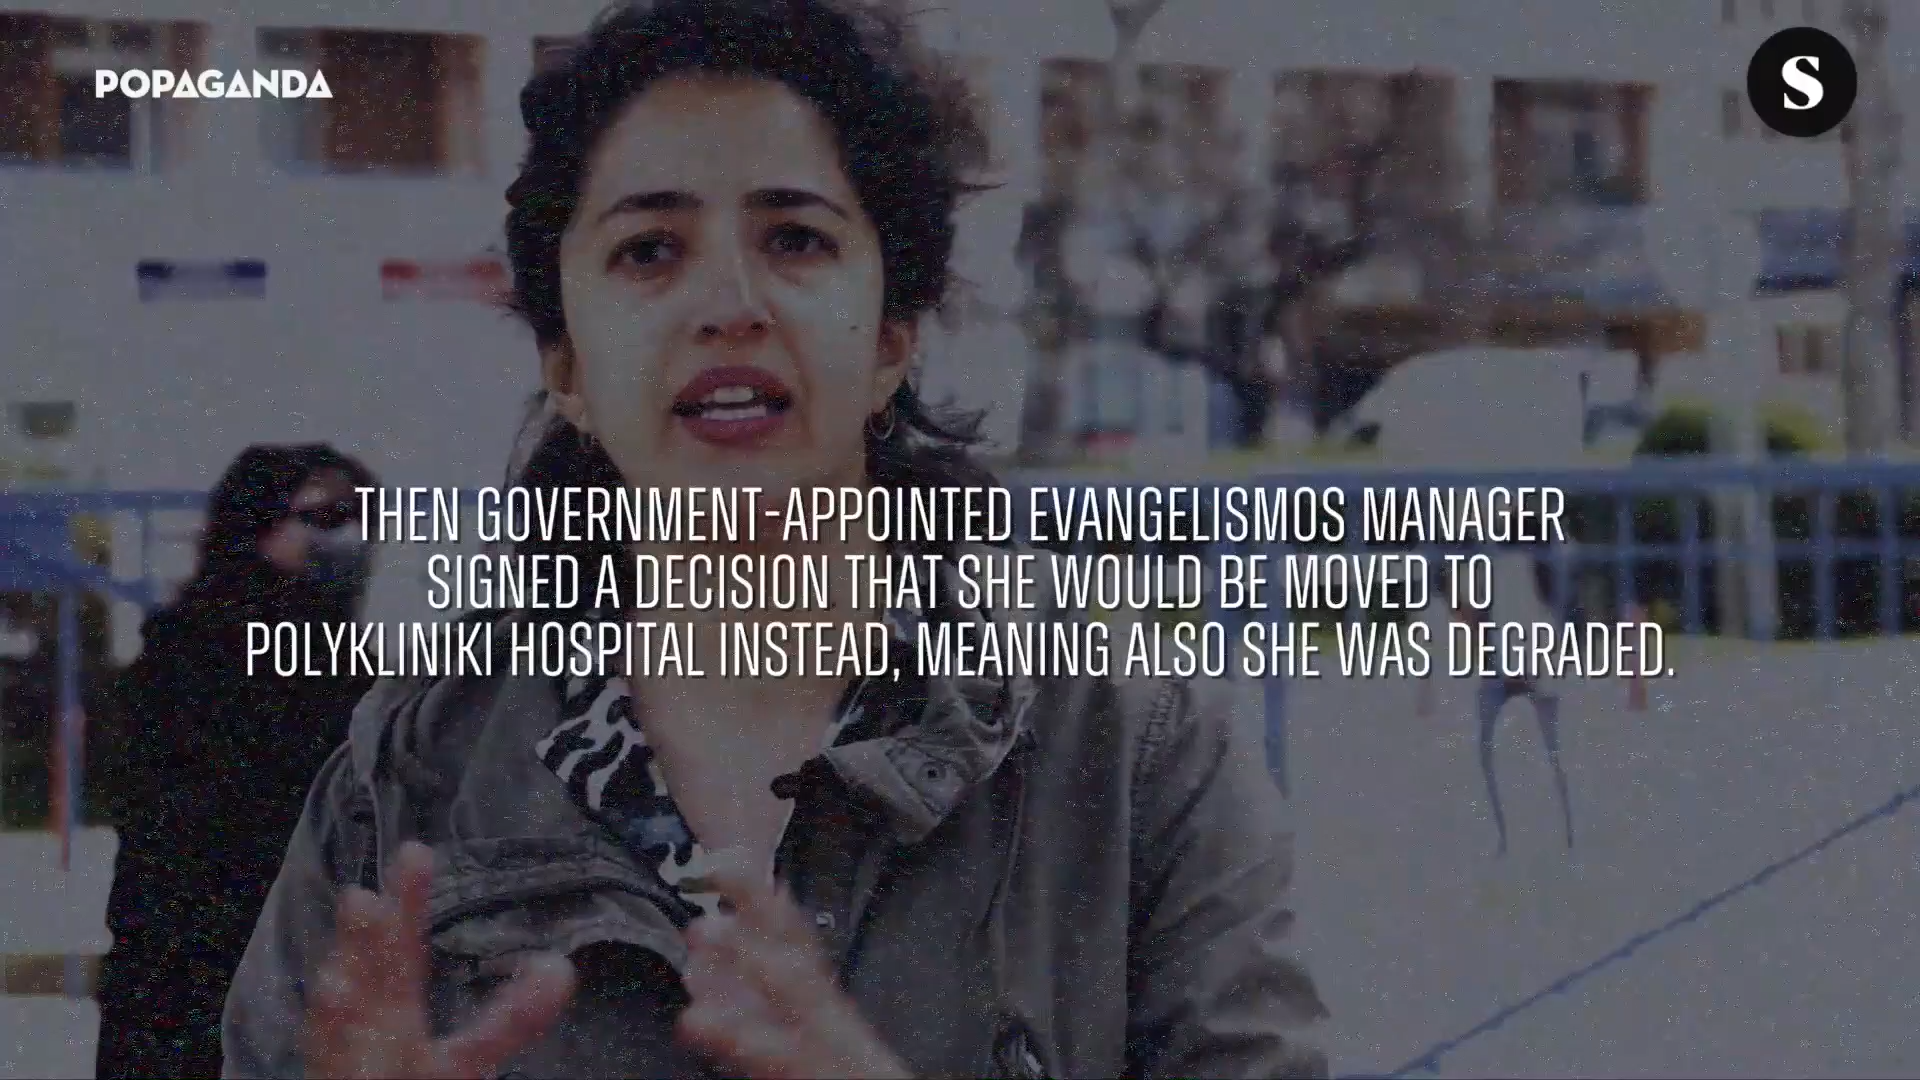 POPAGANDA
S
THEN GOVERNMENT-APPOINTED EVANGELISMOS MANAGER
SIGNED A DECISION THAT SHE WOULD BE MOVED TO
POLYKLINIKI HOSPITAL INSTEAD, MEANING ALSO SHE WAS DEGRADED.